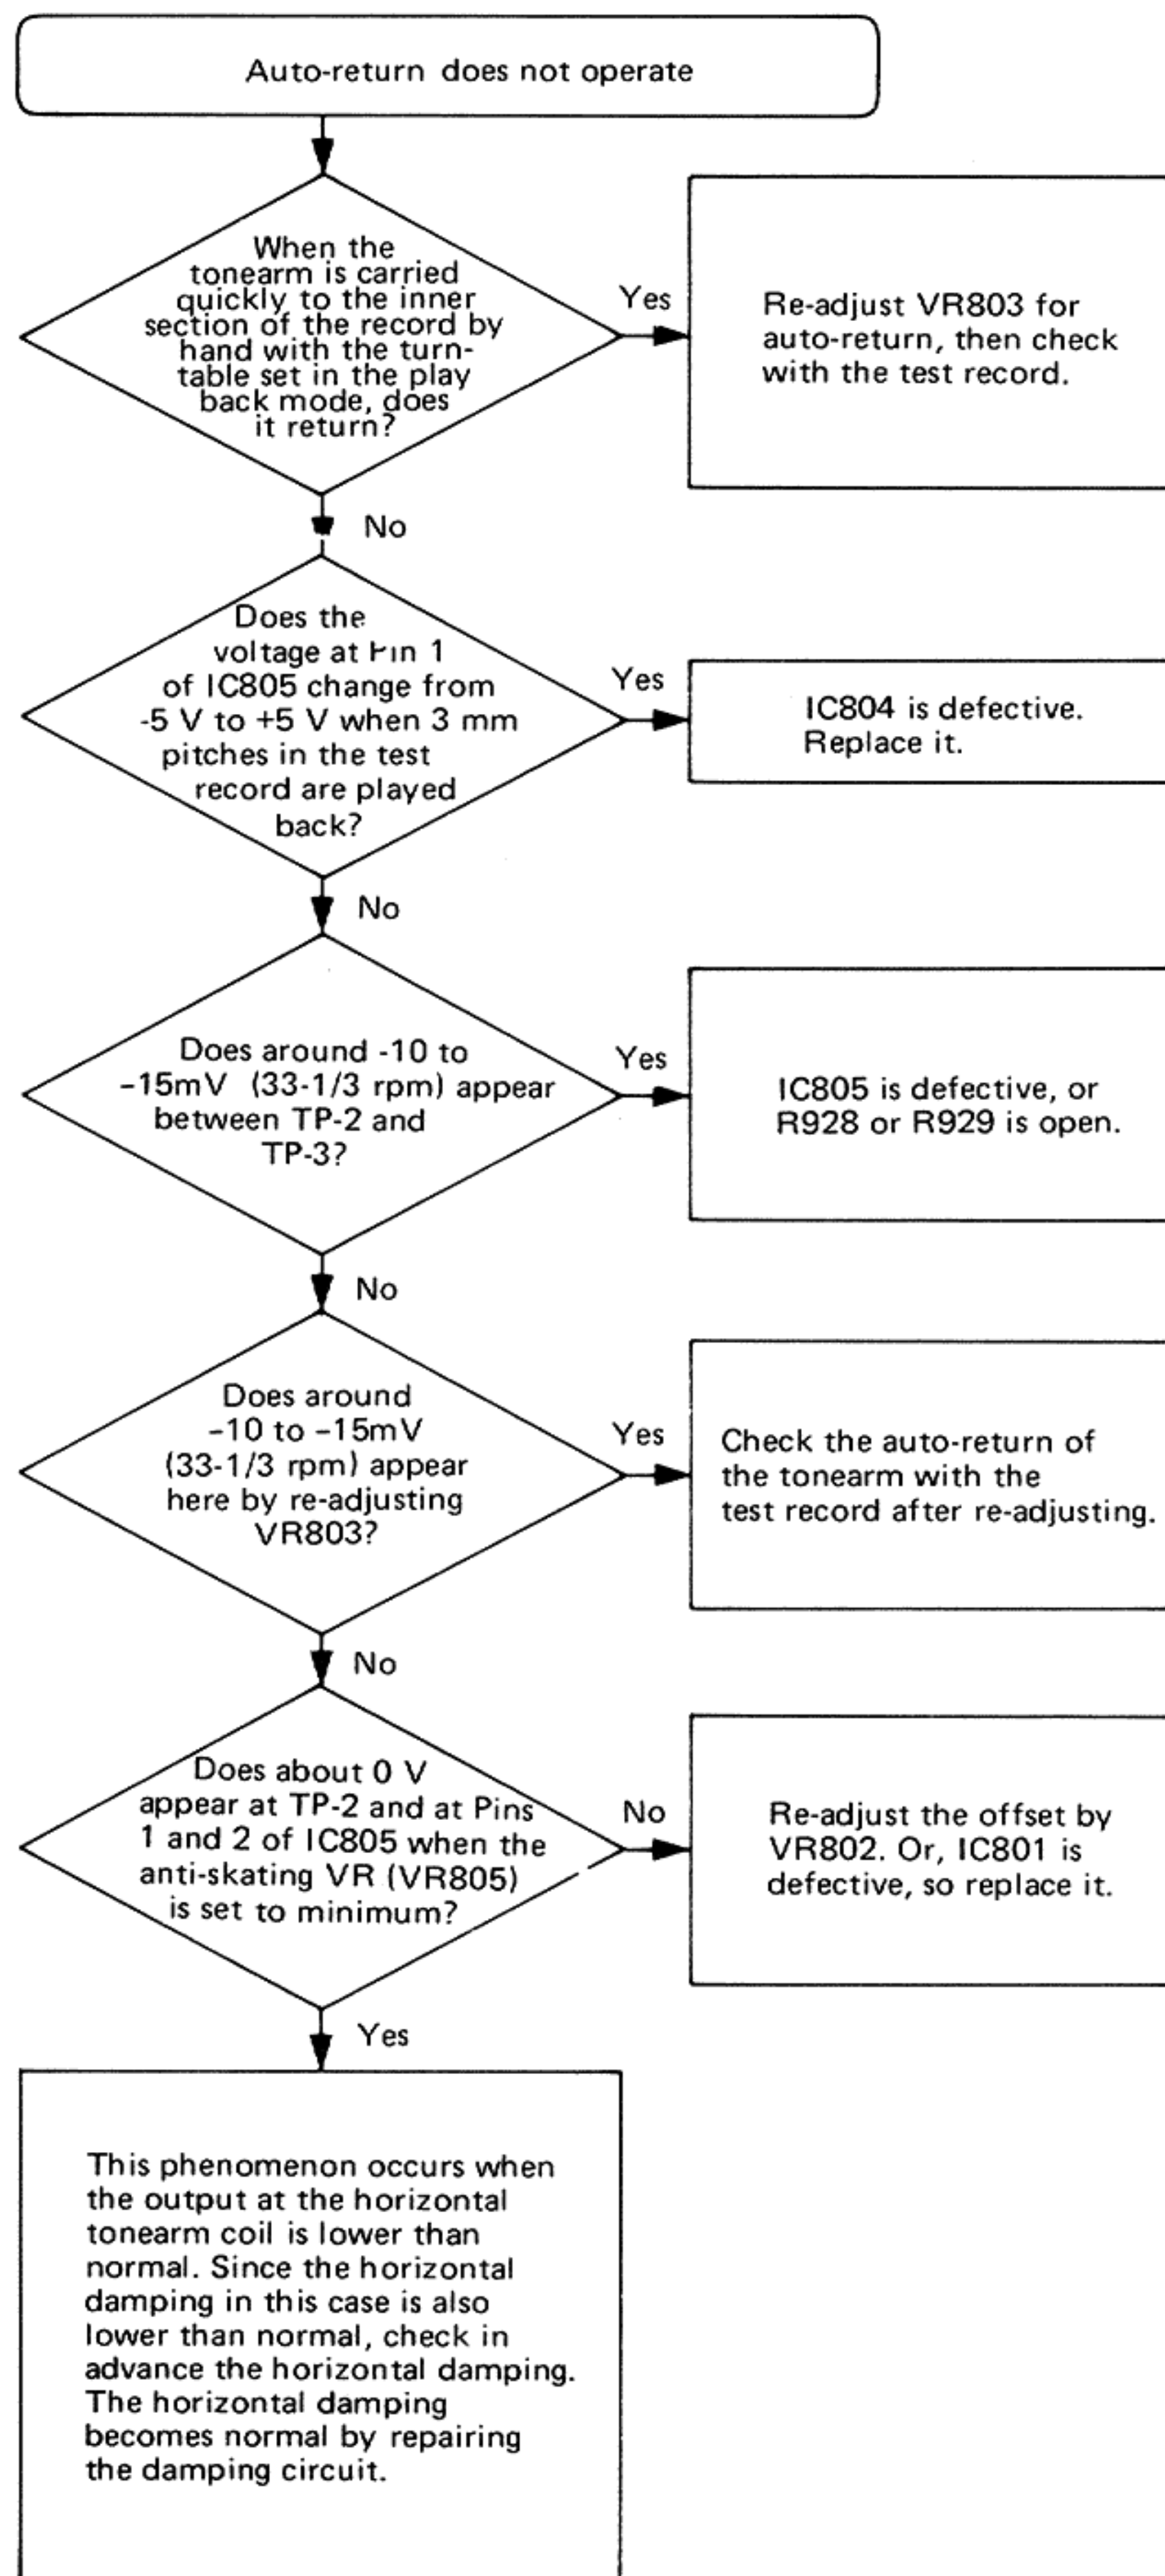 Auto-return does not operate
When the
tonearm is carried
quickly to the inner
section of the record by
hand with the turn-
table set in the play
back mode, does
it return?
Yes
Re-adjust VR803 for
auto-return, then check
with the test record.
No
Does the
voltage at Pin 1
of IC805 change from
-5 V to +5 V when 3 mm
pitches in the test
record are played
back?
Yes
IC804 is defective.
Replace it.
No
Does around -10 to
-15mV (33-1/3 rpm) appear
between TP-2 and
TP-3?
Yes
IC805 is defective, or
R928 or R929 is open.
No
Does around
-10 to -15mV
(33-1/3 rpm) appear
here by re-adjusting
VR803?
Yes
Check the auto-return of
the tonearm with the
test record after re-adjusting.
No
Does about 0 V
appear at TP-2 and at Pins
1 and 2 of IC805 when the
anti-skating VR (VR805)
is set to minimum?
No
Re-adjust the offset by
VR802. Or, IC801 is
defective, so replace it.
Yes
This phenomenon occurs when
the output at the horizontal
tonearm coil is lower than
normal. Since the horizontal
damping in this case is also
lower than normal, check in
advance the horizontal damping.
The horizontal damping
becomes normal by repairing
the damping circuit.